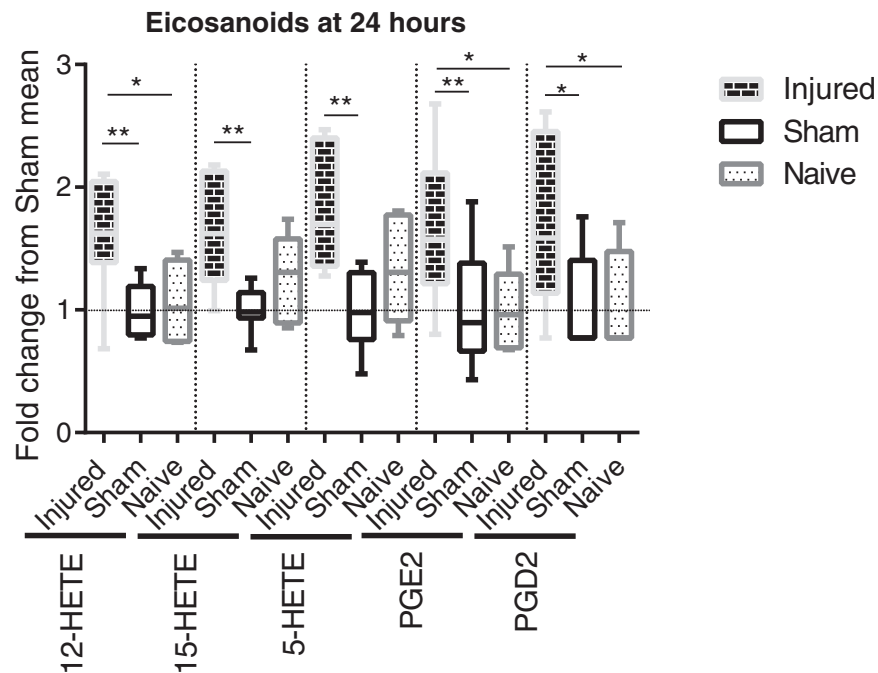 Eicosanoids at 24 hours
Fold change from Sham mean
3
2
1
0
*
**
**
**
*
**
*
*
Injured
Sham
Naive
Injured
Sham
Naive
Injured
Sham
Naive
Injured
Sham
Naive
Injured
Sham
Naive
12-HETE
15-HETE
5-HETE
PGE2
PGD2
Injured
Sham
Naive